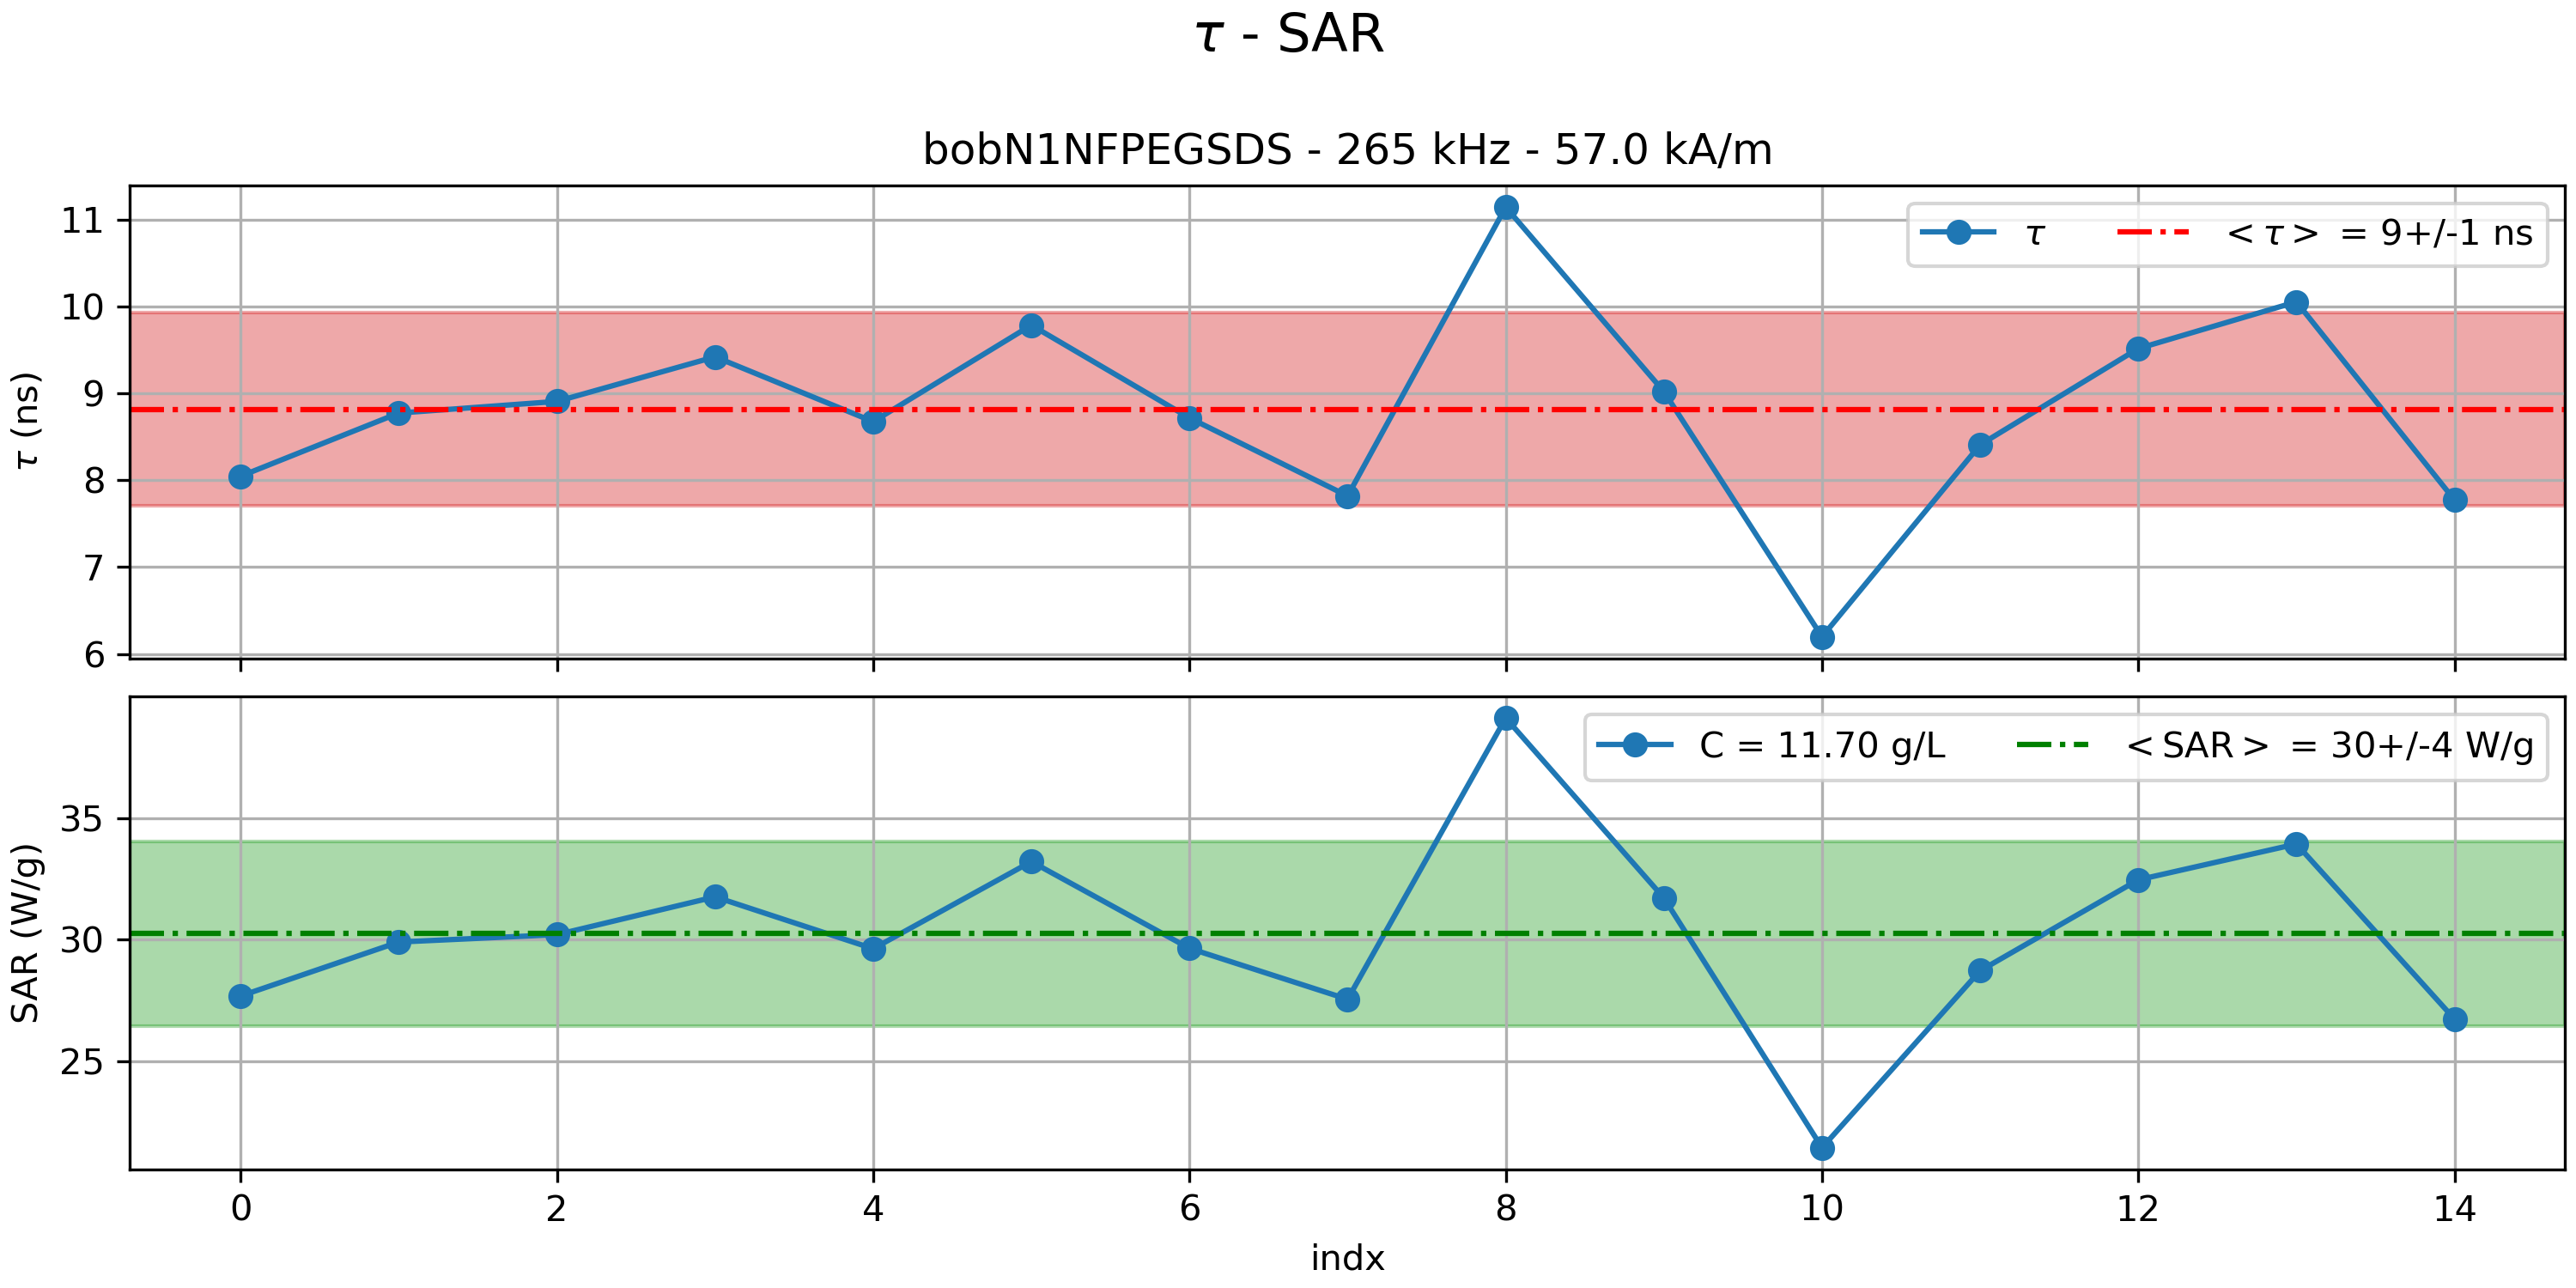 τ - SAR
bobN1NFPEGSDS - 265 kHz - 57.0 kA/m
τ (ns)
11
10
9
8
7
6
τ
<τ> = 9+/-1 ns
SAR (W/g)
35
30
25
C = 11.70 g/L
<SAR> = 30+/-4 W/g
0 2 4 6 8 10 12 14
indx